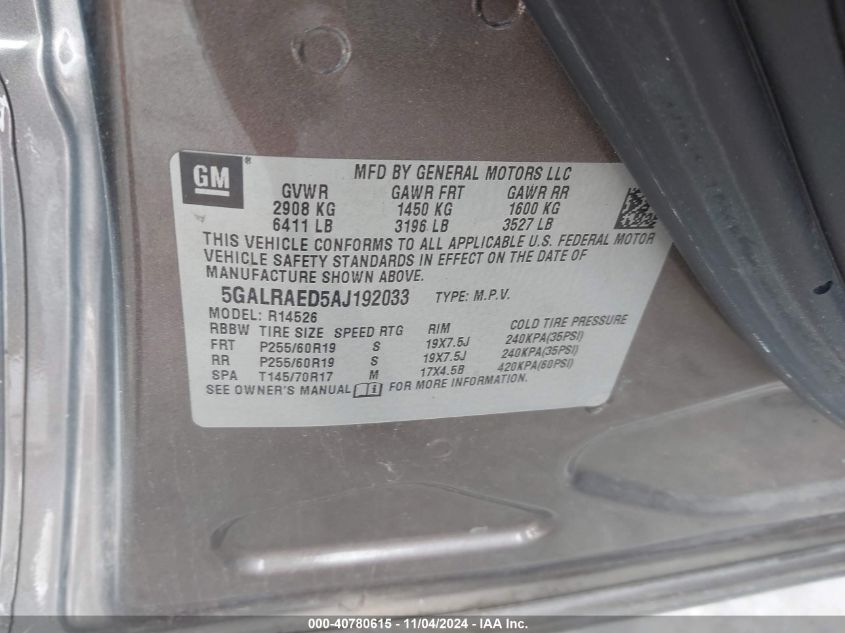 GM ®
MFD BY GENERAL MOTORS LLC
GVWR GAWR FRT GAWR RR
2908 KG 1450 KG 1600 KG
6411 LB 3196 LB 3527 LB
THIS VEHICLE CONFORMS TO ALL APPLICABLE U.S. FEDERAL MOTOR
VEHICLE SAFETY STANDARDS IN EFFECT ON THE DATE OF
MANUFACTURE SHOWN ABOVE.
5GALRAED5AJ192033 TYPE: M.P.V.
MODEL: R14526
RBBW TIRE SIZE SPEED RTG RIM COLD TIRE PRESSURE
FRT P255/60R19 S 19X7.5J 240KPA(35PSI)
RR P255/60R19 S 19X7.5J 240KPA(35PSI)
SPA T145/70R17 M 17X4.5B 420KPA(60PSI)
SEE OWNER'S MANUAL FOR MORE INFORMATION.
000-40780615 - 11/04/2024 - IAA Inc.